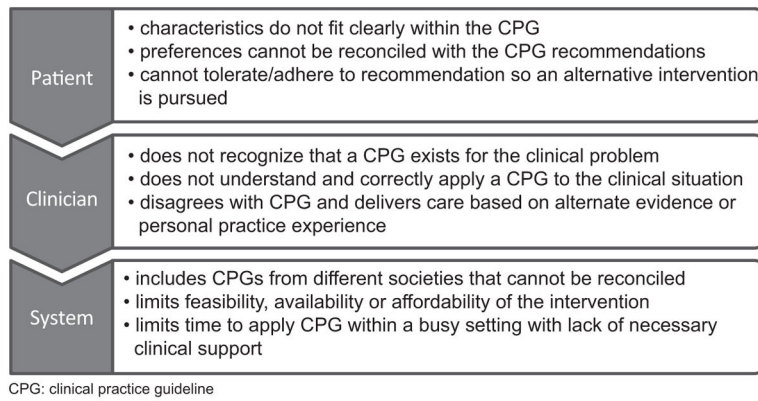 Patient
• characteristics do not fit clearly within the CPG
• preferences cannot be reconciled with the CPG recommendations
• cannot tolerate/adhere to recommendation so an alternative intervention
is pursued
Clinician
• does not recognize that a CPG exists for the clinical problem
• does not understand and correctly apply a CPG to the clinical situation
• disagrees with CPG and delivers care based on alternate evidence or
personal practice experience
System
• includes CPGs from different societies that cannot be reconciled
• limits feasibility, availability or affordability of the intervention
• limits time to apply CPG within a busy setting with lack of necessary
clinical support
CPG: clinical practice guideline